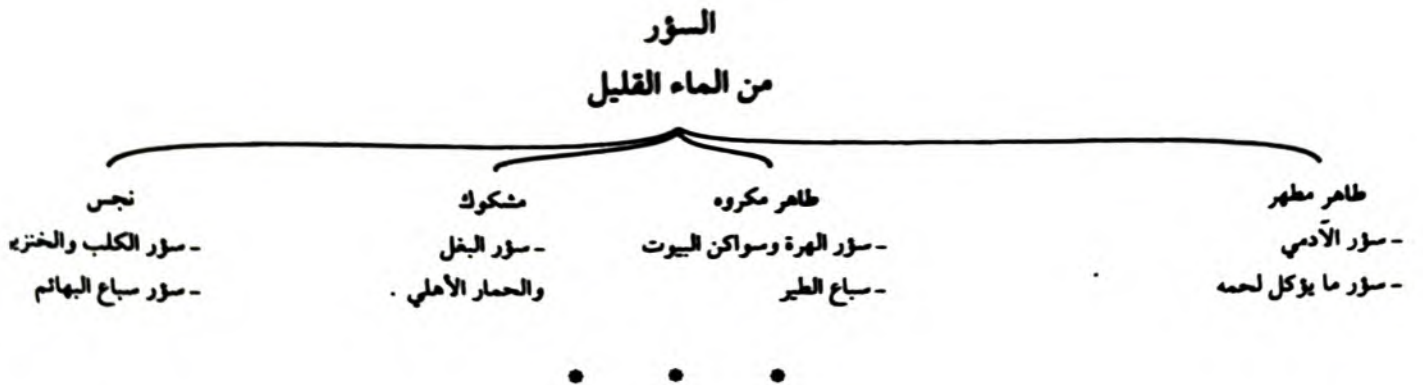 السؤر
من الماء القليل
طاهر مطهر
ـ سؤر الآدمي
ـ سؤر ما يؤكل لحمه
طاهر مكروه
ـ سؤر الهرة وسواكن البيوت
ـ سباع الطير
مشكوك
ـ سؤر البغل
والحمار الأهلي .
نجس
ـ سؤر الكلب والخنزير
ـ سؤر سباع البهائم